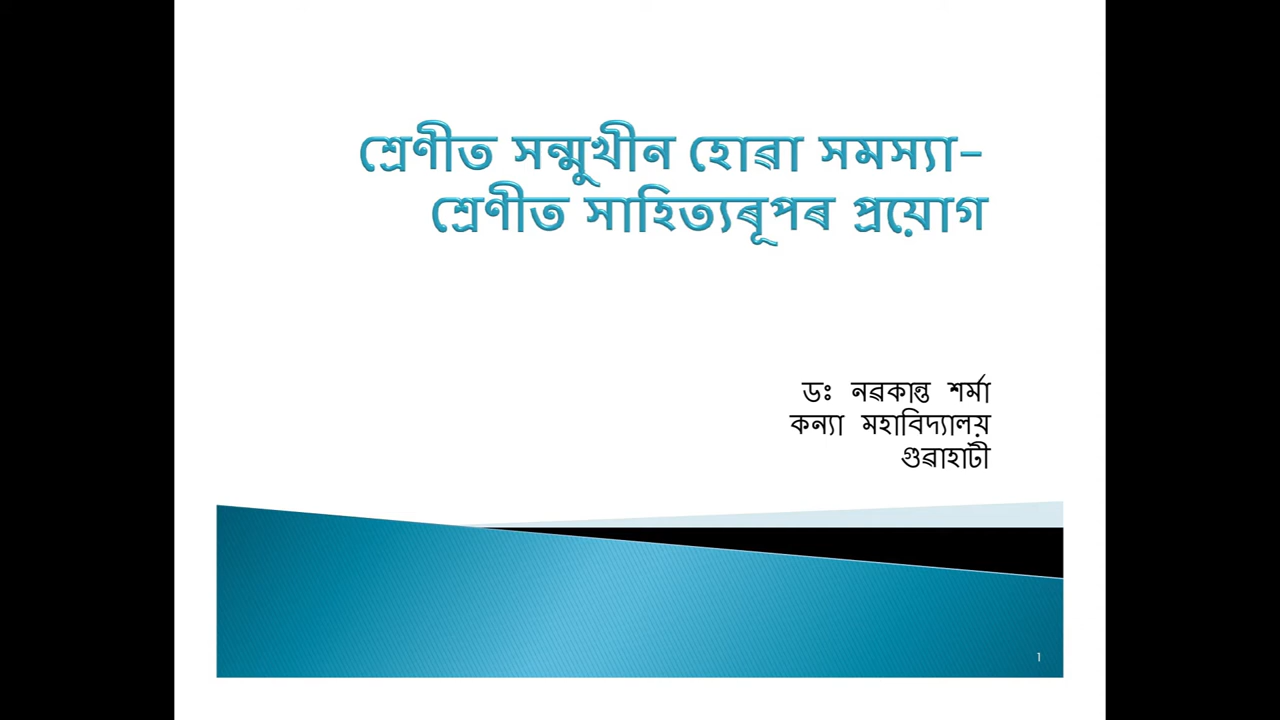 শ্ৰেণীত সন্মুখীন হোৱা সমস্যা-
শ্ৰেণীত সাহিত্যৰূপৰ প্ৰয়োগ
ডঃ নৱকান্ত শৰ্মা
কন্যা মহাবিদ্যালয়
গুৱাহাটী
1